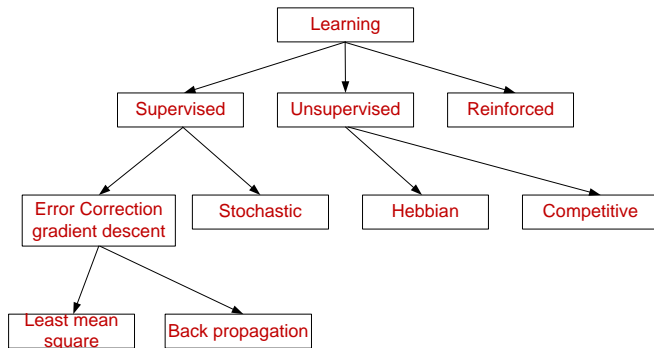 Learning
Supervised
Unsupervised
Reinforced
Error Correction
gradient descent
Stochastic
Hebbian
Competitive
Least mean
square
Back propagation